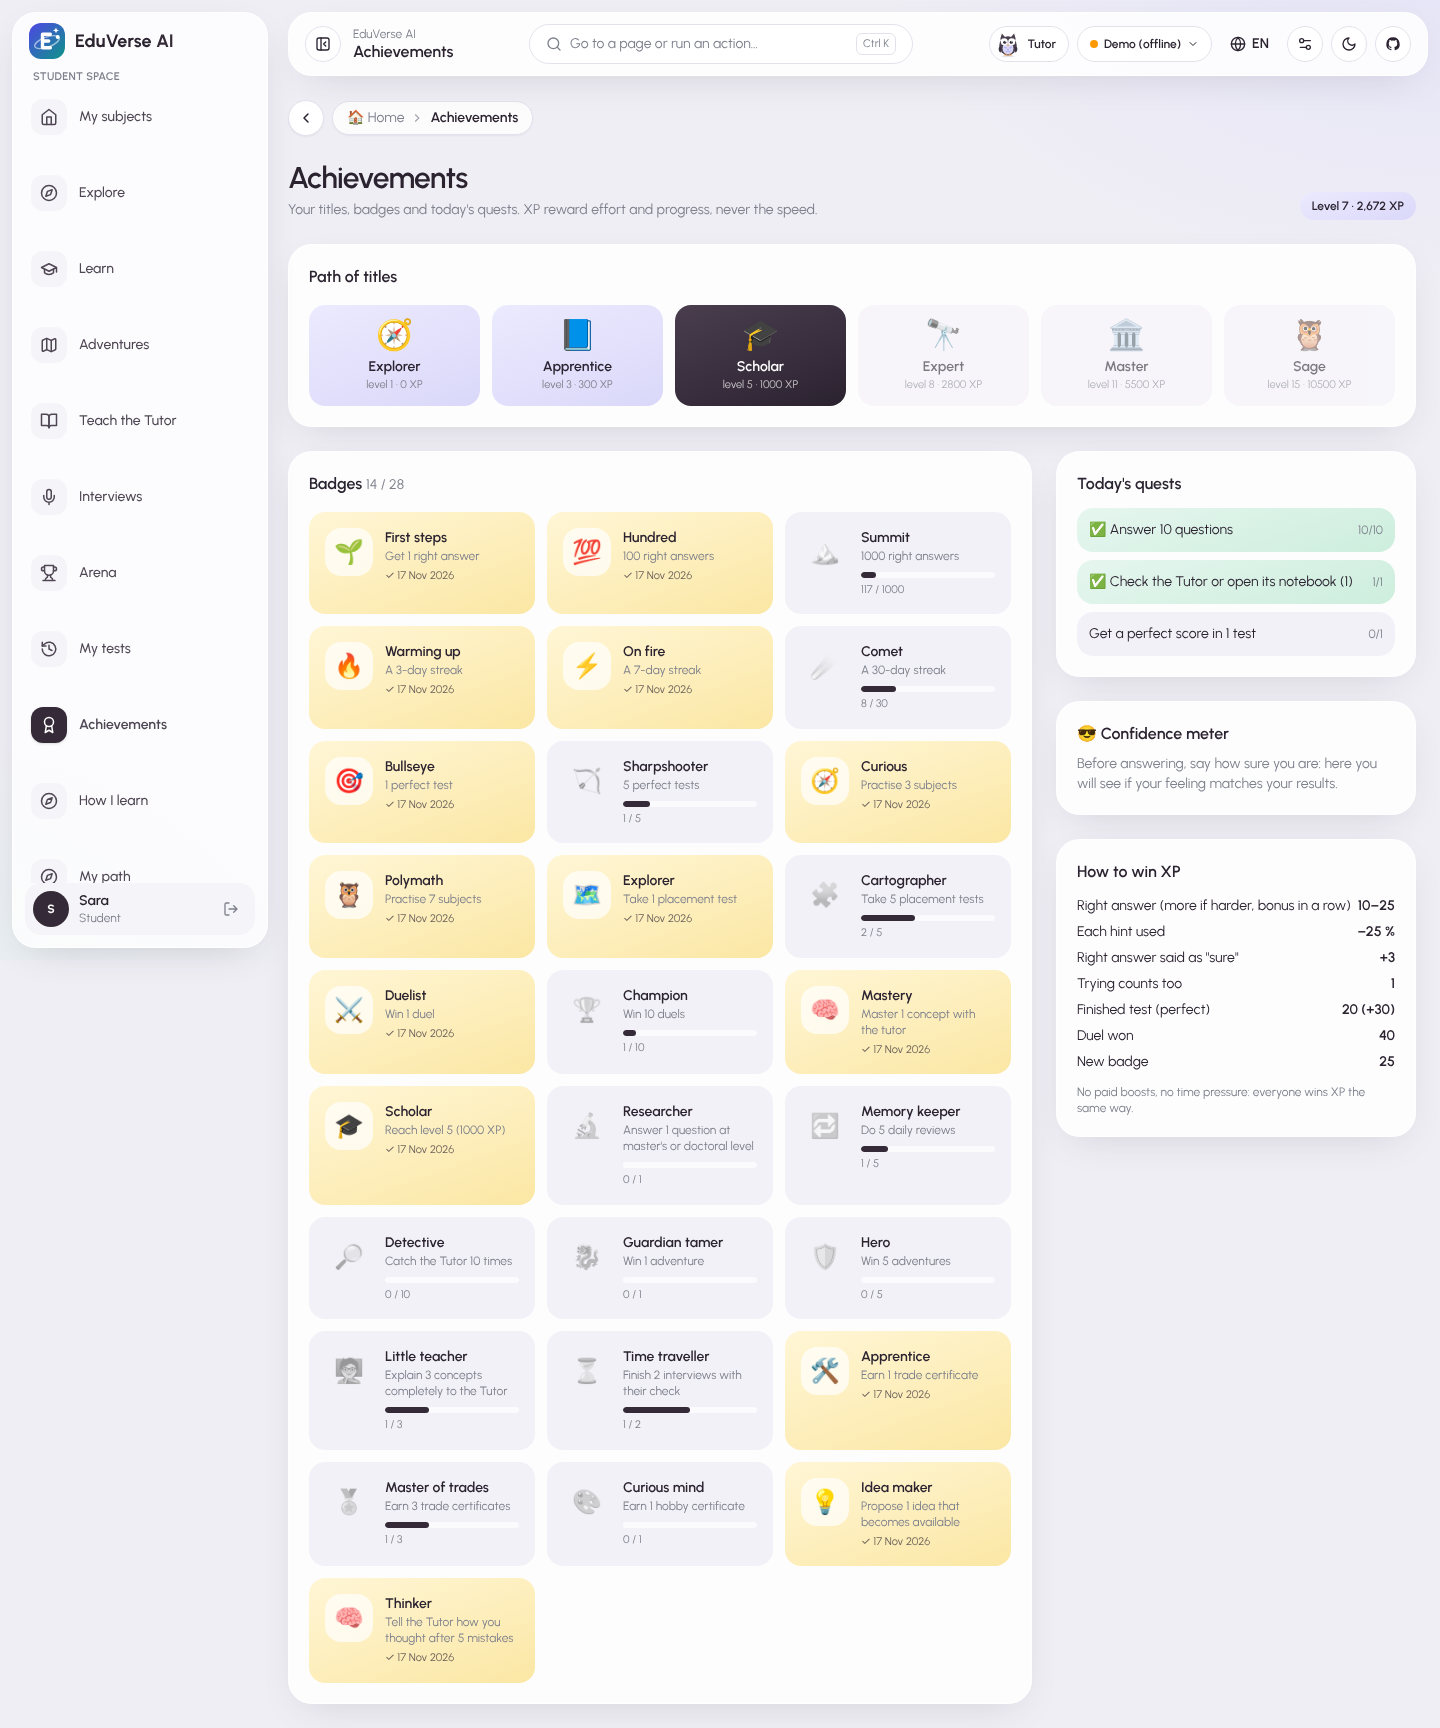 EduVerse AI
STUDENT SPACE
My subjects
Explore
Learn
Adventures
Teach the Tutor
Interviews
Arena
My tests
Achievements
How I learn
My path
S
Sara
Student
EduVerse AI
Achievements
Go to a page or run an action...
Ctrl K
Tutor
Demo (offline)
EN
Home
Achievements
Achievements
Your titles, badges and today's quests. XP reward effort and progress, never the speed.
Level 7 · 2,672 XP
Path of titles
Explorer
level 1 · 0 XP
Apprentice
level 3 · 300 XP
Scholar
level 5 · 1000 XP
Expert
level 8 · 2800 XP
Master
level 11 · 5500 XP
Sage
level 15 · 10500 XP
Badges 14 / 28
First steps
Get 1 right answer
✓ 17 Nov 2026
Hundred
100 right answers
✓ 17 Nov 2026
Summit
1000 right answers
117 / 1000
Warming up
A 3-day streak
✓ 17 Nov 2026
On fire
A 7-day streak
✓ 17 Nov 2026
Comet
A 30-day streak
8 / 30
Bullseye
1 perfect test
✓ 17 Nov 2026
Sharpshooter
5 perfect tests
1 / 5
Curious
Practise 3 subjects
✓ 17 Nov 2026
Polymath
Practise 7 subjects
✓ 17 Nov 2026
Explorer
Take 1 placement test
✓ 17 Nov 2026
Cartographer
Take 5 placement tests
2 / 5
Duelist
Win 1 duel
✓ 17 Nov 2026
Champion
Win 10 duels
1 / 10
Mastery
Master 1 concept with
the tutor
✓ 17 Nov 2026
Scholar
Reach level 5 (1000 XP)
✓ 17 Nov 2026
Researcher
Answer 1 question at
master's or doctoral level
0 / 1
Memory keeper
Do 5 daily reviews
1 / 5
Detective
Catch the Tutor 10 times
0 / 10
Guardian tamer
Win 1 adventure
0 / 1
Hero
Win 5 adventures
0 / 5
Little teacher
Explain 3 concepts
completely to the Tutor
1 / 3
Time traveller
Finish 2 interviews with
their check
1 / 2
Apprentice
Earn 1 trade certificate
✓ 17 Nov 2026
Master of trades
Earn 3 trade certificates
1 / 3
Curious mind
Earn 1 hobby certificate
0 / 1
Idea maker
Propose 1 idea that
becomes available
✓ 17 Nov 2026
Thinker
Tell the Tutor how you
thought after 5 mistakes
✓ 17 Nov 2026
Today's quests
✅ Answer 10 questions 10/10
✅ Check the Tutor or open its notebook (1) 1/1
Get a perfect score in 1 test 0/1
😎 Confidence meter
Before answering, say how sure you are: here you
will see if your feeling matches your results.
How to win XP
Right answer (more if harder, bonus in a row) 10–25
Each hint used –25 %
Right answer said as "sure" +3
Trying counts too 1
Finished test (perfect) 20 (+30)
Duel won 40
New badge 25
No paid boosts, no time pressure: everyone wins XP the
same way.